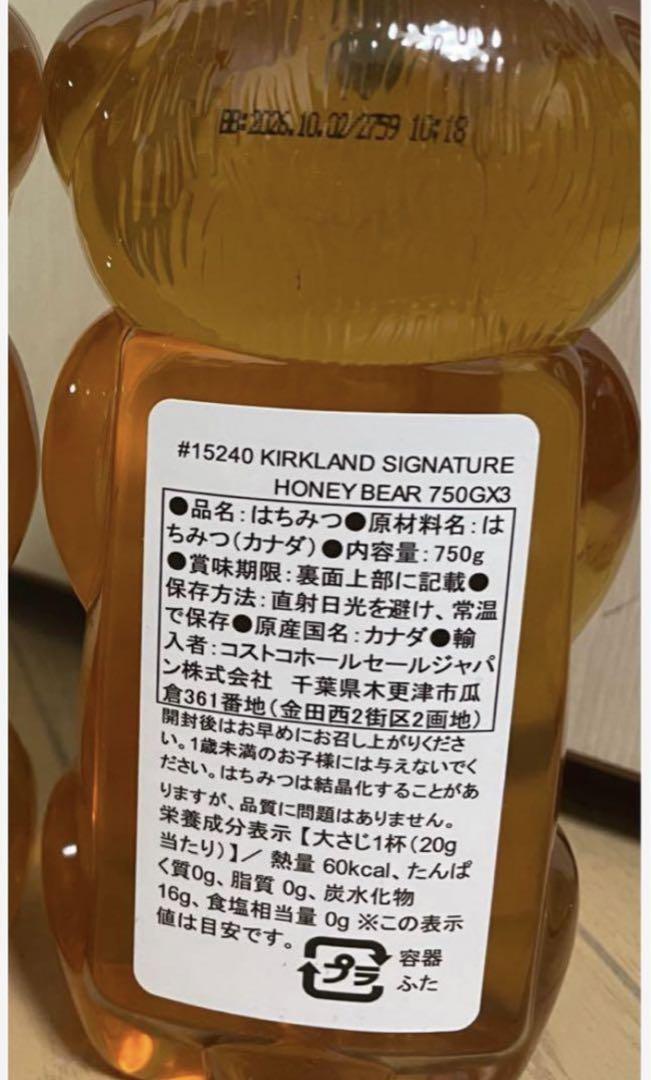 BB:2026.10.02/2759 10:18
#15240 KIRKLAND SIGNATURE
HONEY BEAR 750GX3
●品名:はちみつ●原材料名:は
ちみつ(カナダ)●内容量:750g
●賞味期限:裏面上部に記載●
保存方法:直射日光を避け、常温
で保存●原産国名:カナダ●輸
入者:コストコホールセールジャパ
ン株式会社 千葉県木更津市瓜
倉361番地(金田西2街区2画地)
開封後はお早めにお召し上がりくださ
い。1歳未満のお子様には与えないでく
ださい。はちみつは結晶化することがあ
りますが、品質に問題はありません。
栄養成分表示【大さじ1杯(20g
当たり)】/ 熱量 60kcal、たんぱ
く質0g、脂質 0g、炭水化物
16g、食塩相当量 0g ※この表示
値は目安です。
プラ
容器
ふた